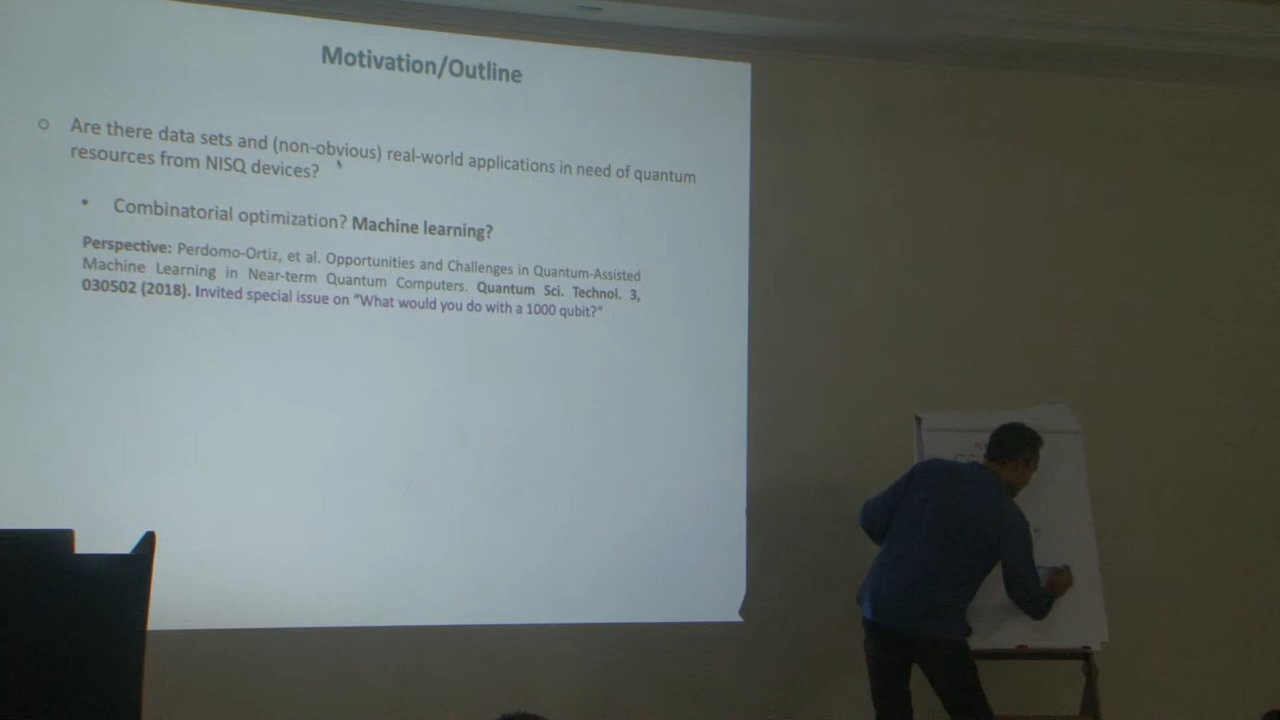 Motivation/Outline
Are there data sets and (non-obvious) real-world applications in need of quantum
resources from NISQ devices?
Combinatorial optimization? Machine learning?
Perspective: Perdomo-Ortiz, et al. Opportunities and Challenges in Quantum-Assisted
Machine Learning in Near-term Quantum Computers. Quantum Sci. Technol. 3,
030502 (2018). Invited special issue on "What would you do with a 1000 qubit?"